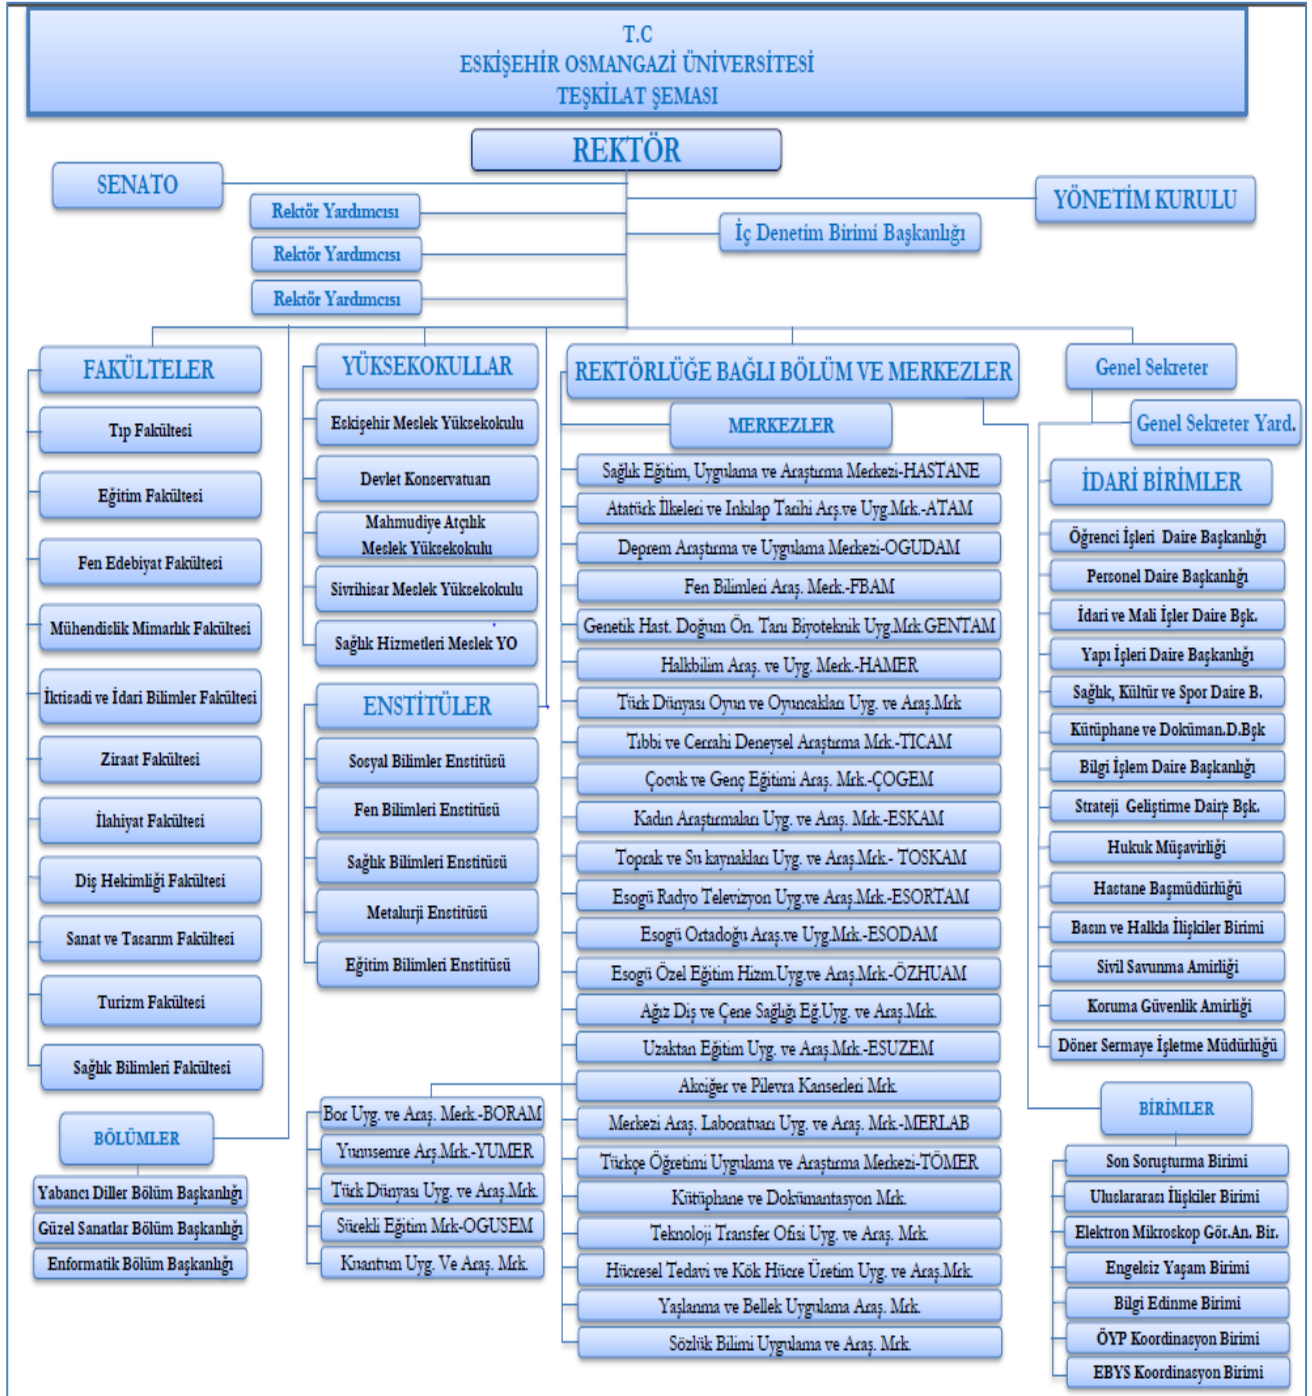 T.C
ESKİŞEHİR OSMANGAZİ ÜNİVERSİTESİ
TEŞKİLAT ŞEMASI
REKTÖR
SENATO
YÖNETİM KURULU
Rektör Yardımcısı
İç Denetim Birimi Başkanlığı
Rektör Yardımcısı
Rektör Yardımcısı
FAKÜLTELER
Tıp Fakültesi
Eğitim Fakültesi
Fen Edebiyat Fakültesi
Mühendislik Mimarlık Fakültesi
İktisadi ve İdari Bilimler Fakültesi
Ziraat Fakültesi
İlahiyat Fakültesi
Diş Hekimliği Fakültesi
Sanat ve Tasarım Fakültesi
Turizm Fakültesi
Sağlık Bilimleri Fakültesi
BÖLÜMLER
Yabancı Diller Bölüm Başkanlığı
Güzel Sanatlar Bölüm Başkanlığı
Enformatik Bölüm Başkanlığı
YÜKSEKOKULLAR
Eskişehir Meslek Yüksekokulu
Devlet Konservatuarı
Mahmudiye Atçılık
Meslek Yüksekokulu
Sivrihisar Meslek Yüksekokulu
Sağlık Hizmetleri Meslek YO
ENSTİTÜLER
Sosyal Bilimler Enstitüsü
Fen Bilimleri Enstitüsü
Sağlık Bilimleri Enstitüsü
Metalurji Enstitüsü
Eğitim Bilimleri Enstitüsü
REKTÖRLÜĞE BAĞLI BÖLÜM VE MERKEZLER
MERKEZLER
Sağlık Eğitim, Uygulama ve Araştırma Merkezi-HASTANE
Atatürk İlkeleri ve Inkılap Tarihi Arş.ve Uyg.Mrk.-ATAM
Deprem Araştırma ve Uygulama Merkezi-OGUDAM
Fen Bilimleri Araş. Merk.-FBAM
Genetik Hast. Doğum Ön. Tanı Biyoteknik Uyg.Mrk.GENTAM
Halkbilim Araş. ve Uyg. Merk.-HAMER
Türk Dünyası Oyun ve Oyuncakları Uyg. ve Araş.Mrk
Tıbbi ve Cerrahi Deneysel Araştırma Mrk.-TICAM
Çocuk ve Genç Eğitimi Araş. Mrk.-ÇOGEM
Kadın Araştırmaları Uyg. ve Araş. Mrk.-ESKAM
Toprak ve Su kaynakları Uyg. ve Araş.Mrk.- TOSKAM
Esogü Radyo Televizyon Uyg.ve Araş.Mrk.-ESORTAM
Esogü Ortadoğu Araş.ve Uyg.Mrk.-ESODAM
Esogü Özel Eğitim Hizm.Uyg.ve Araş.Mrk.-ÖZHUAM
Ağız Diş ve Çene Sağlığı Eğ.Uyg. ve Araş.Mrk.
Uzaktan Eğitim Uyg. ve Araş.Mrk.-ESUZEM
Akciğer ve Pilevra Kanserleri Mrk.
Merkezi Araş. Laboratuarı Uyg. ve Araş. Mrk.-MERLAB
Türkçe Öğretimi Uygulama ve Araştırma Merkezi-TÖMER
Kütüphane ve Dokümantasyon Mrk.
Teknoloji Transfer Ofisi Uyg. ve Araş. Mrk.
Hücresel Tedavi ve Kök Hücre Üretim Uyg. ve Araş.Mrk.
Yaşlanma ve Bellek Uygulama Araş. Mrk.
Sözlük Bilimi Uygulama ve Araş. Mrk.
Bor Uyg. ve Araş. Merk.-BORAM
Yunusemre Arş.Mrk.-YUMER
Türk Dünyası Uyg. ve Araş.Mrk.
Sürekli Eğitim Mrk-OGUSEM
Kuantum Uyg. Ve Araş. Mrk.
Genel Sekreter
Genel Sekreter Yard.
İDARİ BİRİMLER
Öğrenci İşleri Daire Başkanlığı
Personel Daire Başkanlığı
İdari ve Mali İşler Daire Bşk.
Yapı İşleri Daire Başkanlığı
Sağlık, Kültür ve Spor Daire B.
Kütüphane ve Doküman.D.Bşk
Bilgi İşlem Daire Başkanlığı
Strateji Geliştirme Daire Bşk.
Hukuk Müşavirliği
Hastane Başmüdürlüğü
Basın ve Halkla İlişkiler Birimi
Sivil Savunma Amirliği
Koruma Güvenlik Amirliği
Döner Sermaye İşletme Müdürlüğü
BİRİMLER
Son Soruşturma Birimi
Uluslararası İlişkiler Birimi
Elektron Mikroskop Gör.An. Bir.
Engelsiz Yaşam Birimi
Bilgi Edinme Birimi
ÖYP Koordinasyon Birimi
EBYS Koordinasyon Birimi